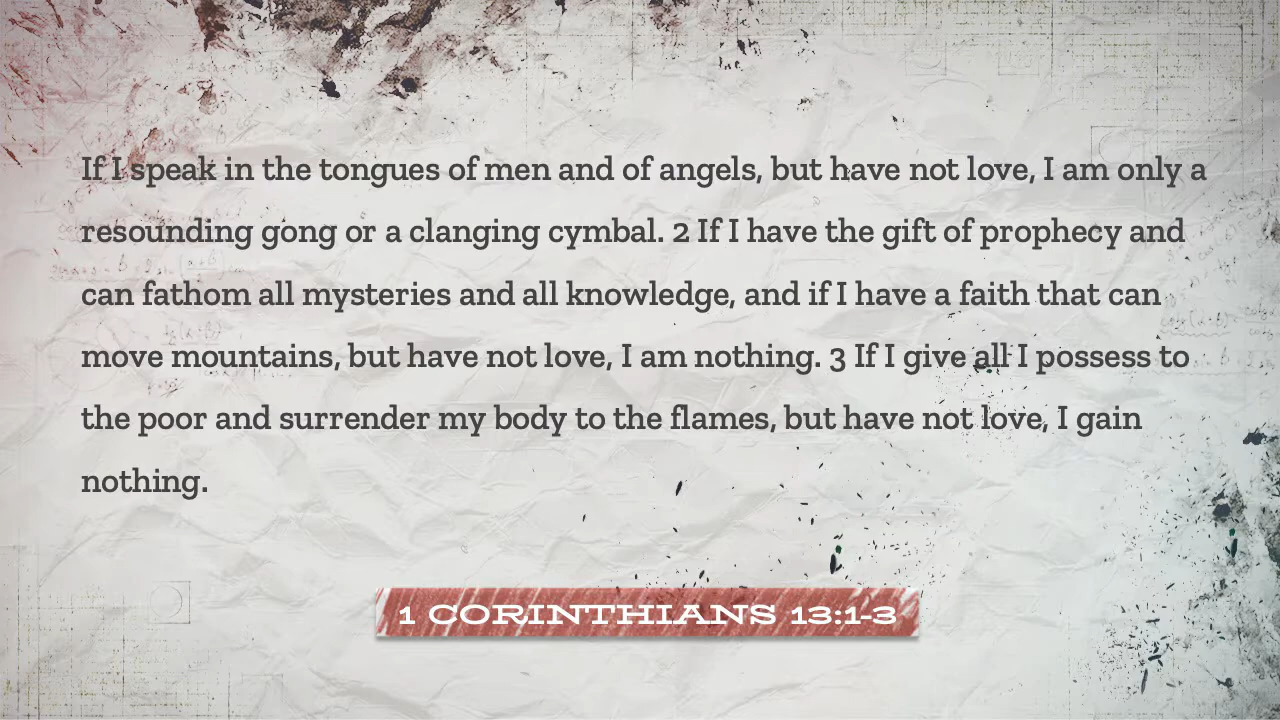 If I speak in the tongues of men and of angels, but have not love, I am only a
resounding gong or a clanging cymbal. 2 If I have the gift of prophecy and
can fathom all mysteries and all knowledge, and if I have a faith that can
move mountains, but have not love, I am nothing. 3 If I give all I possess to
the poor and surrender my body to the flames, but have not love, I gain
nothing.
1 CORINTHIANS 13:1-3